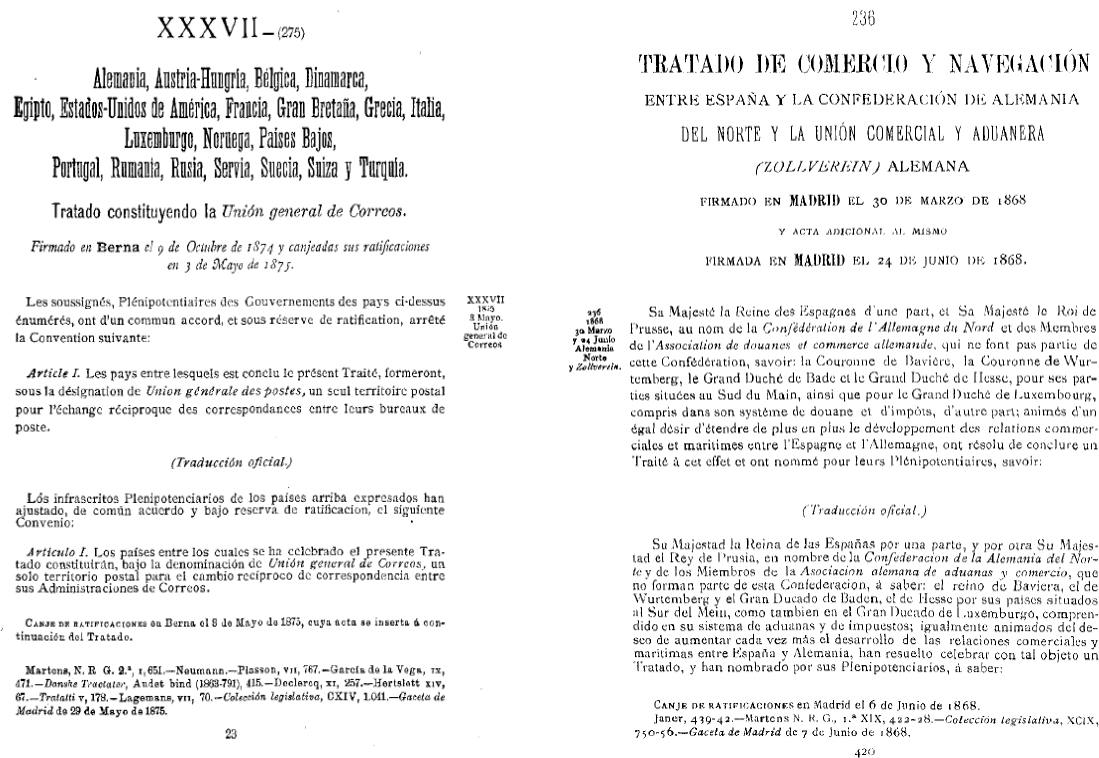 XXXVII—(275)
Alemania, Austria-Hungria, Bélgica, Dinamarca,
Egipto, Estados-Unidos de América, Francia, Gran Bretaña, Grecia, Italia,
Luxemburgo, Noruega, Países Bajos,
Portugal, Rumania, Rusia, Servia, Suecia, Suiza y Turquia.
Tratado constituyendo la Unión general de Correos.
Firmado en Berna el 9 de Octubre de 1874 y canjeadas sus ratificaciones
en 3 de Mayo de 1875.
Les soussignés, Plénipotentiaires des Gouvernements des pays ci-dessus
énumérés, ont d'un commun accord, et sous réserve de ratification, arrêté
la Convention suivante:
XXXVII
1875
3 Mayo.
Unión
general de
Correos
Article I. Les pays entre lesquels est conclu le présent Traité, formeront,
sous la désignation de Union générale des postes, un seul territoire postal
pour l'échange réciproque des correspondances entre leurs bureaux de
poste.
(Traducción oficial.)
Lós infrascritos Plenipotenciarios de los países arriba expresados han
ajustado, de común acuerdo y bajo reserva de ratificacion, el siguiente
Convenio:
Articulo I. Los países entre los cuales se ha celebrado el presente Tra-
tado constituirán, bajo la denominación de Unión general de Correos, un
solo territorio postal para el cambio recíproco de correspondencia entre
sus Administraciones de Correos.
CANJE DE RATIFICACIONES en Berna el 3 de Mayo de 1875, cuya acta se inserta á con-
tinuación del Tratado.
Martens, N. R G. 2.ª, I, 651.—Neumann.—Plasson, VII, 767.—García de la Vega, IX,
471.—Danske Tractater, Andet bind (1863-791), 415.—Declercq, XI, 257.—Hertslett XIV,
67.—Tratatti V, 178.—Lagemans, VII, 70.—Colección legislativa, CXIV, 1.041.—Gaceta de
Madrid de 29 de Mayo de 1875.
23
236
TRATADO DE COMERCIO Y NAVEGACIÓN
ENTRE ESPAÑA Y LA CONFEDERACIÓN DE ALEMANIA
DEL NORTE Y LA UNIÓN COMERCIAL Y ADUANERA
(ZOLLVEREIN) ALEMANA
FIRMADO EN MADRID EL 30 DE MARZO DE 1868
Y ACTA ADICIONAL AL MISMO
FIRMADA EN MADRID EL 24 DE JUNIO DE 1868.
236
1868
30 Marzo
y 24 Junio
Alemania
Norte
y Zollverein.
Sa Majesté la Reine des Espagnes d'une part, et Sa Majesté le Roi de
Prusse, au nom de la Confédération de l'Allemagne du Nord et des Membres
de l'Association de douanes et commerce allemande, qui ne font pas partie de
cette Confédération, savoir: la Couronne de Bavière, la Couronne de Wur-
temberg, le Grand Duché de Bade et le Grand Duché de Hesse, pour ses par-
ties situées au Sud du Main, ainsi que pour le Grand Duché de Luxembourg,
compris dans son système de douane et d'impôts, d'autre part; animés d'un
égal désir d'étendre de plus en plus le développement des relations commer-
ciales et maritimes entre l'Espagne et l'Allemagne, ont résolu de conclure un
Traité à cet effet et ont nommé pour leurs Plénipotentiaires, savoir:
(Traducción oficial.)
Su Majestad la Reina de las Españas por una parte, y por otra Su Majes-
tad el Rey de Prusia, en nombre de la Confederacion de la Alemania del Nor-
te y de los Miembros de la Asociacion alemana de aduanas y comercio, que
no forman parte de esta Confederacion, á saber: el reino de Baviera, el de
Wurtemberg y el Gran Ducado de Baden, el de Hesse por sus países situados
al Sur del Mein, como tambien en el Gran Ducado de Luxemburgo, compren-
dido en su sistema de aduanas y de impuestos; igualmente animados del de-
seo de aumentar cada vez más el desarrollo de las relaciones comerciales y
maritimas entre España y Alemania, han resuelto celebrar con tal objeto un
Tratado, y han nombrado por sus Plenipotenciarios, á saber:
CANJE DE RATIFICACIONES en Madrid el 6 de Junio de 1868.
Janer, 439-42.—Martens N. R. G., 1.ª XIX, 422-28.—Colección legislativa, XCIX,
750-56.—Gaceta de Madrid de 7 de Junio de 1868.
420